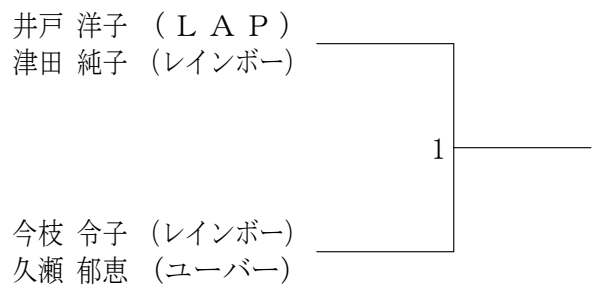 井戸 洋子 (ＬＡＰ)
津田 純子 (レインボー)
1
今枝 令子 (レインボー)
久瀬 郁恵 (ユーバー)